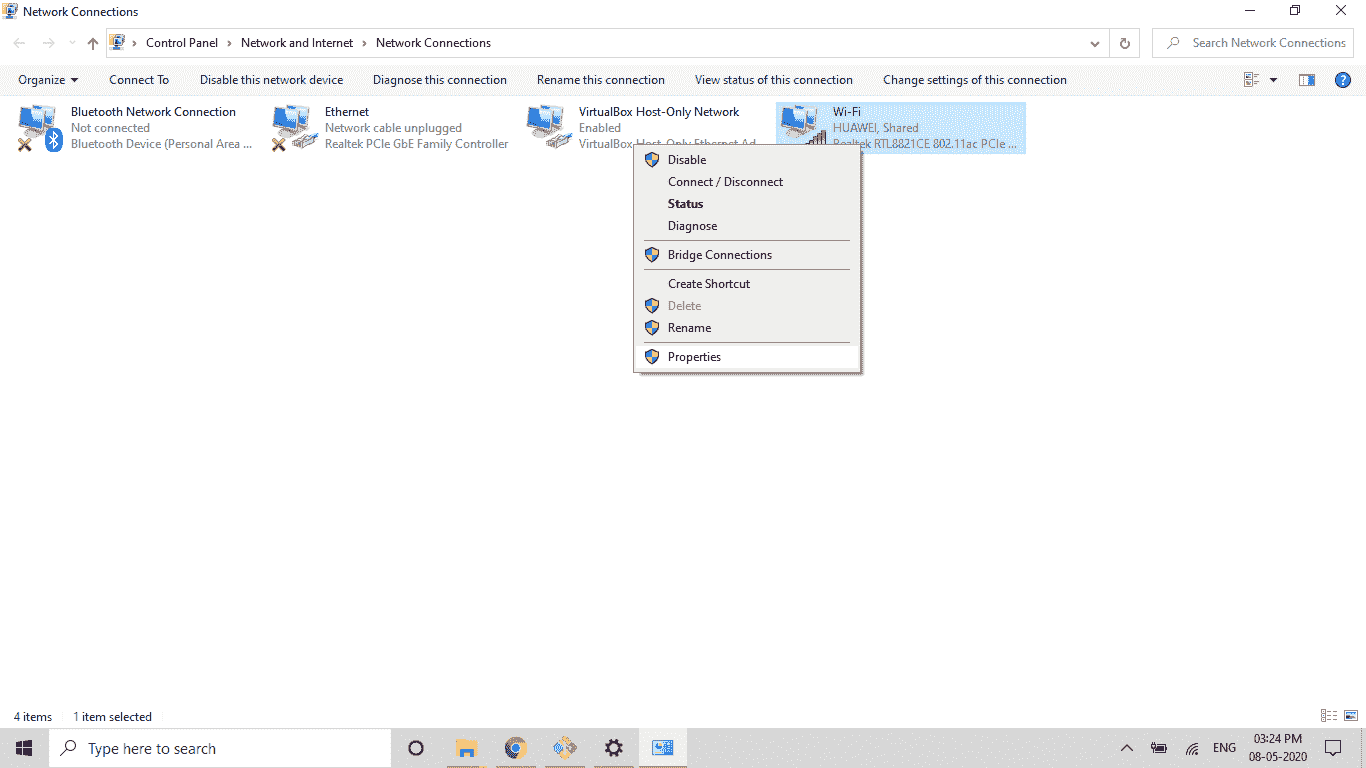 Network Connections
Control Panel > Network and Internet > Network Connections
Search Network Connections
Organize Connect To Disable this network device Diagnose this connection Rename this connection View status of this connection Change settings of this connection
Bluetooth Network Connection
Not connected
Bluetooth Device (Personal Area ...
Ethernet
Network cable unplugged
Realtek PCIe GbE Family Controller
VirtualBox Host-Only Network
Enabled
VirtualBox Host-Only Ethernet Ad
Wi-Fi
HUAWEI, Shared
Realtek RTL8821CE 802.11ac PCIe ...
Disable
Connect / Disconnect
Status
Diagnose
Bridge Connections
Create Shortcut
Delete
Rename
Properties
4 items 1 item selected
Type here to search
ENG
03:24 PM
08-05-2020